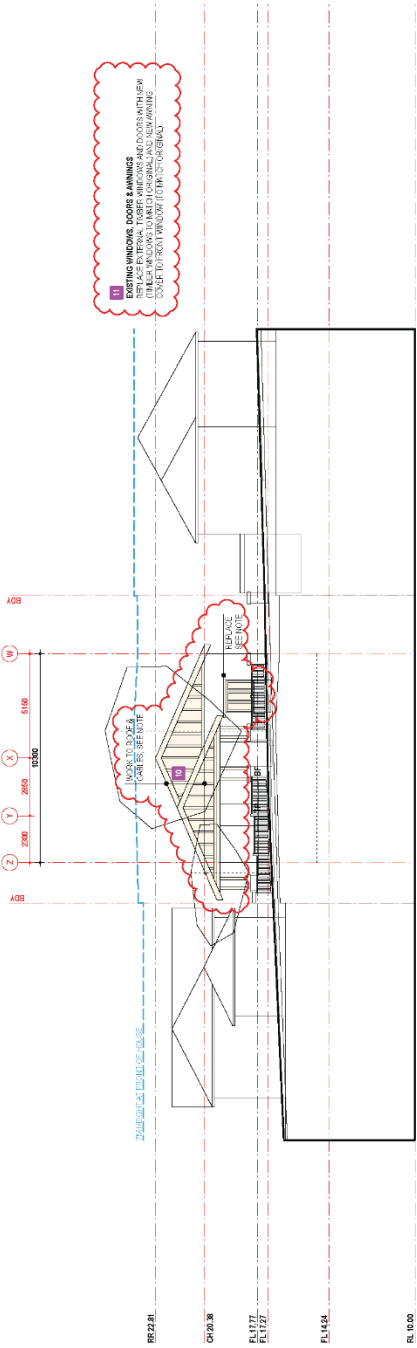 11
EXISTING WINDOWS, DOORS & AWNINGS
REPLACE EXTERNAL TIMBER WINDOWS AND DOORS WITH NEW
(TIMBER WINDOWS TO MATCH ORIGINAL) AND NEW AWNING
COVER TO FRONT WINDOW (TO MATCH ORIGINAL)
7M HEIGHT AT FRONT OF HOUSE
BDY
Z
Y
X
W
BDY
2300
2850
5150
10300
WORK TO ROOF &
GABLES, SEE NOTE
10
REPLACE
SEE NOTE
RR 22.81
CH 20.38
FL 17.77
FL 17.27
FL 14.24
RL 10.00